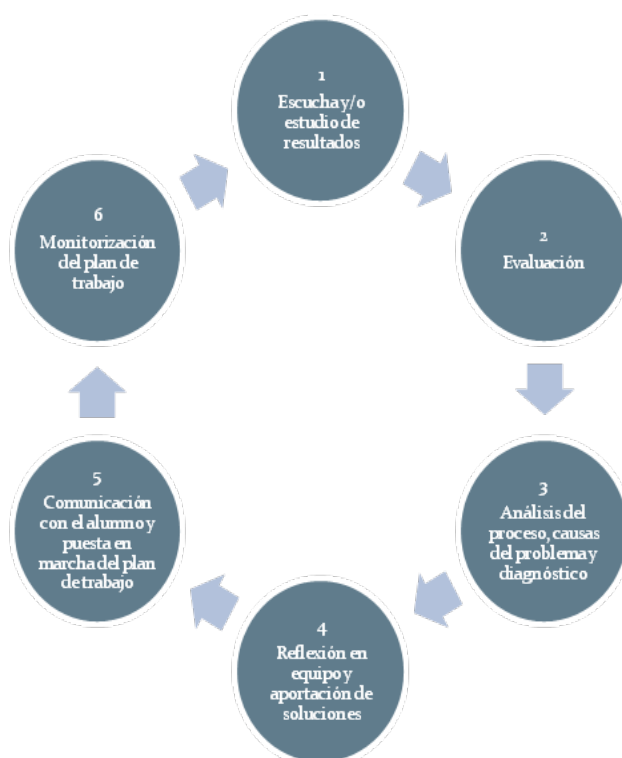 1
Escucha y/o
estudio de
resultados
2
Evaluación
3
Análisis del
proceso, causas
del problema y
diagnóstico
4
Reflexión en
equipo y
aportación de
soluciones
5
Comunicación
con el alumno y
puesta en
marcha del plan
de trabajo
6
Monitorización
del plan de
trabajo